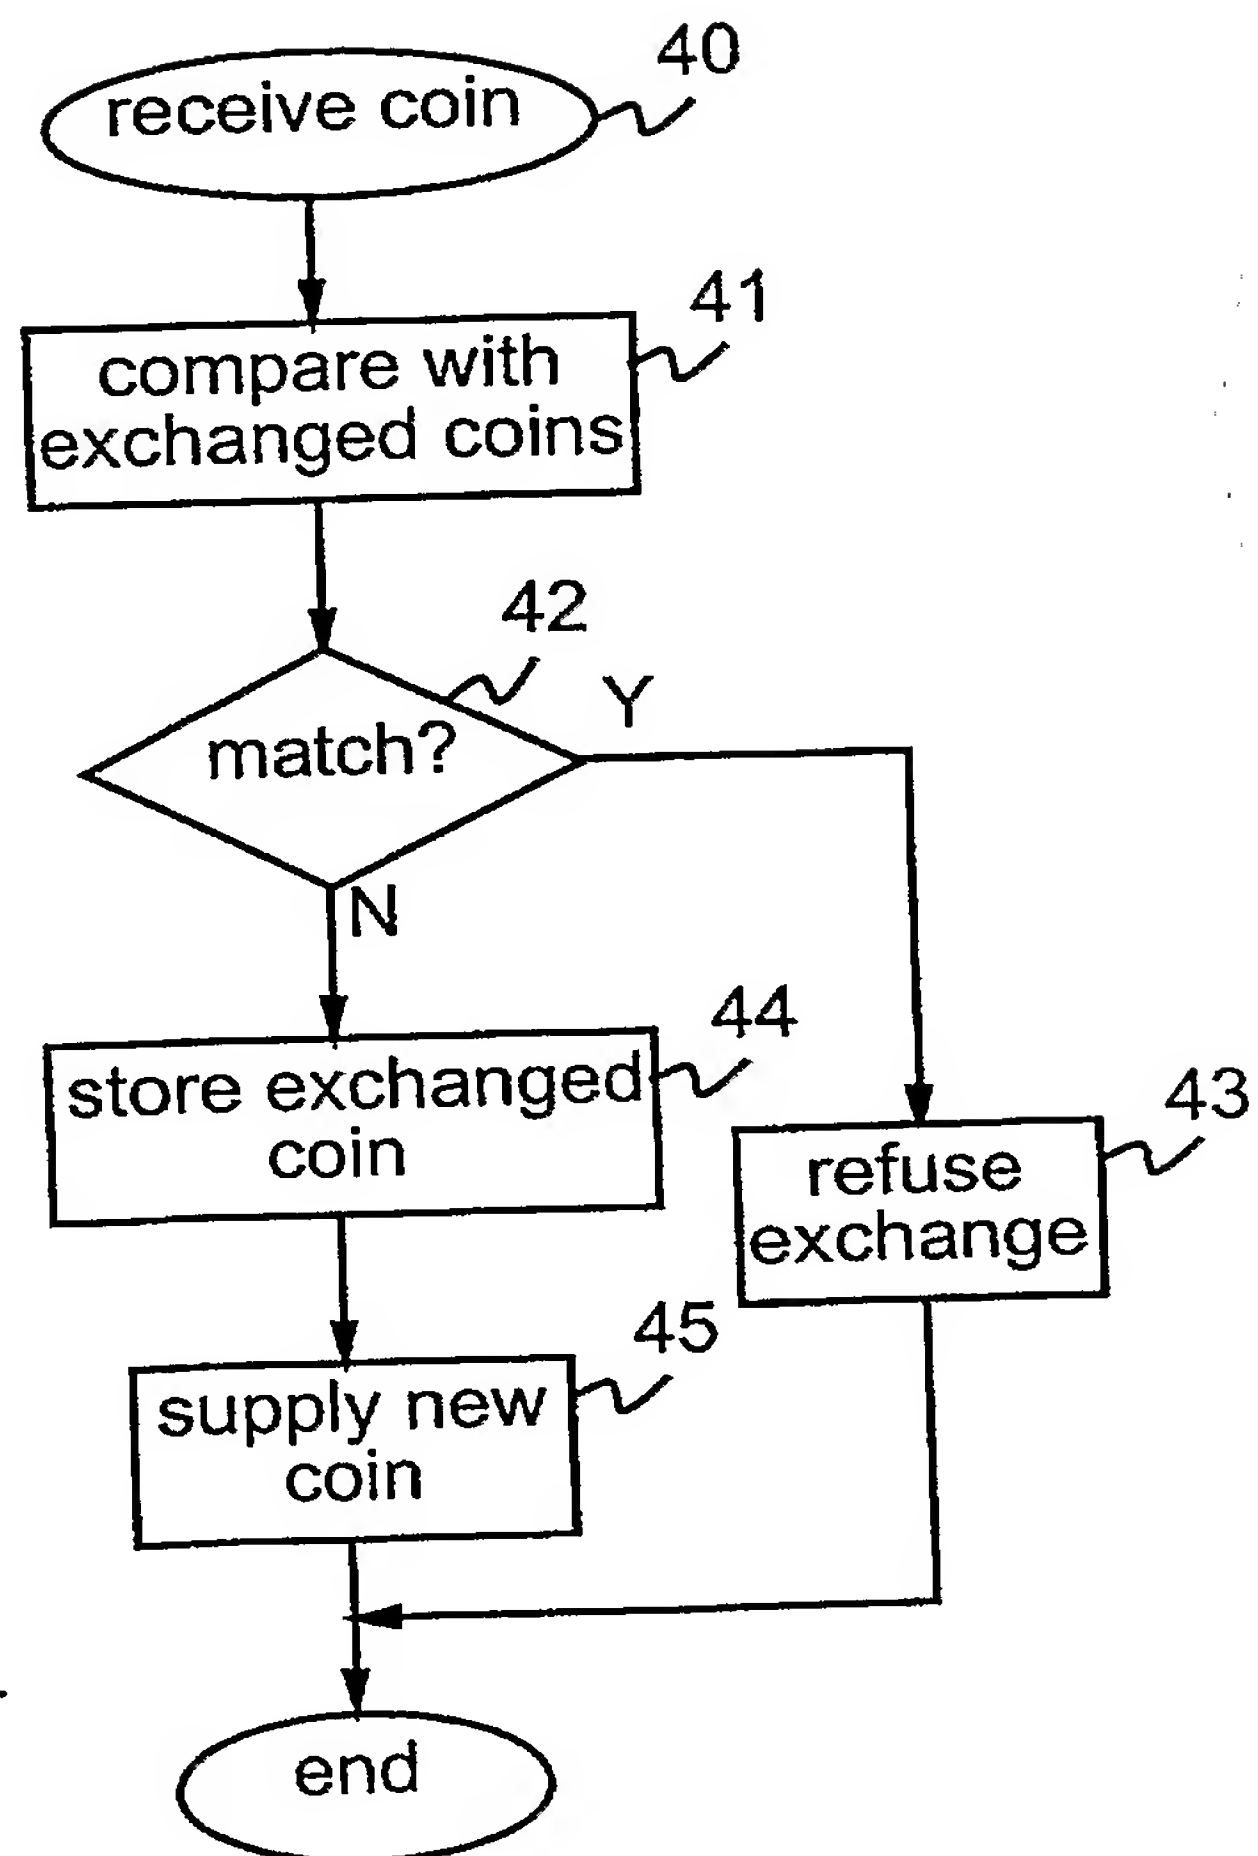 40
receive coin
41
compare with
exchanged coins
42
Y
match?
N
44
store exchanged
coin
43
refuse
exchange
45
supply new
coin
end